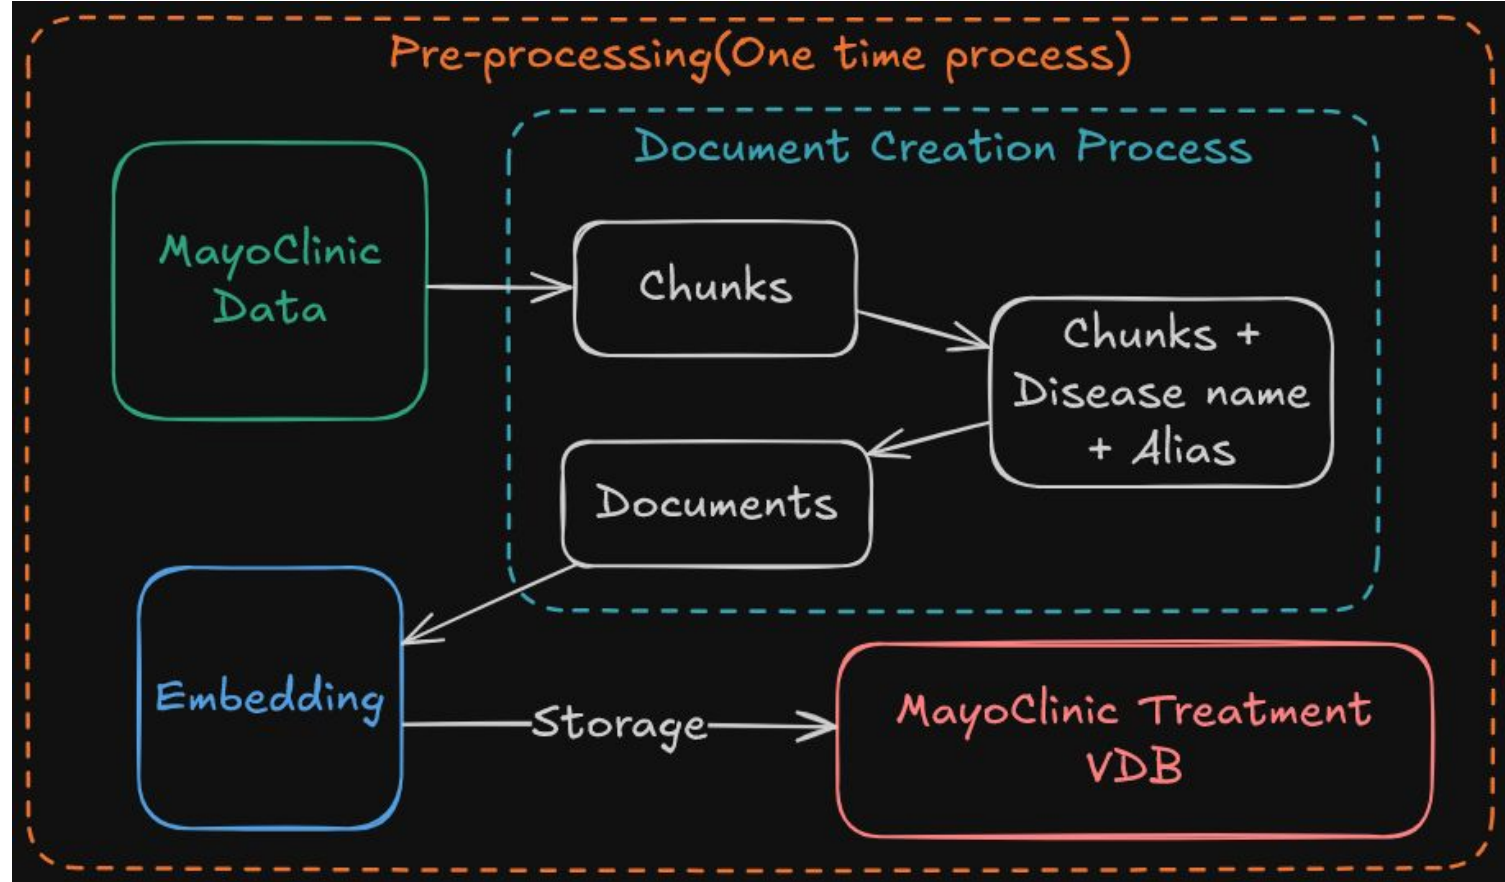 Pre-processing(One time process)
Document Creation Process
MayoClinic
Data
Chunks
Chunks +
Disease name
+ Alias
Documents
Embedding
Storage
MayoClinic Treatment
VDB